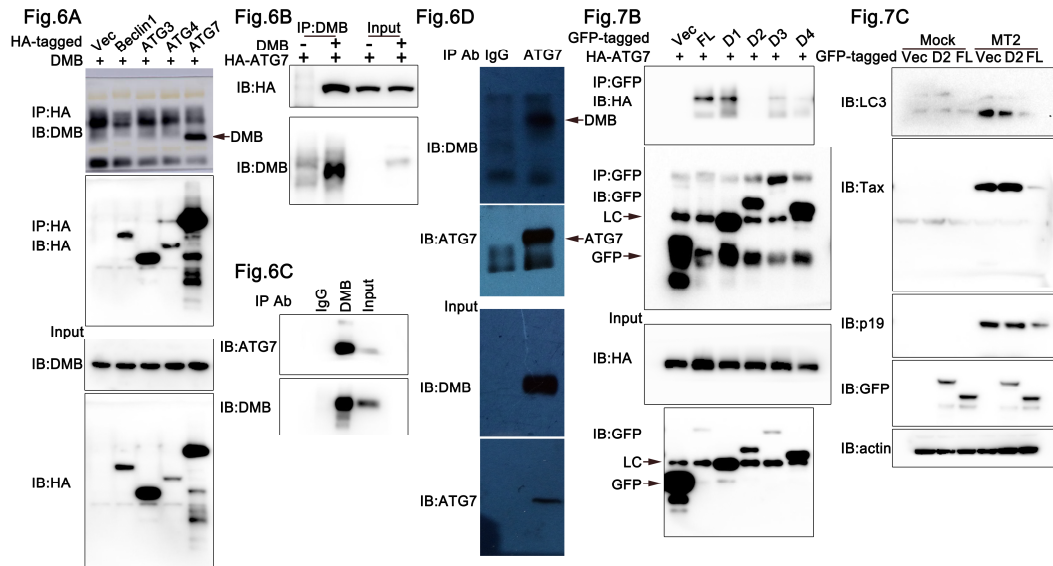 Fig.6A
HA-tagged Vec Beclin1 ATG3 ATG4 ATG7
DMB + + + + +
IP:HA
IB:DMB
DMB
IP:HA
IB:HA
Input
IB:DMB
IB:HA
Fig.6B
IP:DMB Input
DMB - + - +
HA-ATG7 + + + +
IB:HA
IB:DMB
Fig.6C
IP Ab IgG DMB Input
IB:ATG7
IB:DMB
Fig.6D
IP Ab IgG ATG7
DMB
IB:DMB
IB:ATG7
ATG7
Input
IB:DMB
IB:ATG7
Fig.7B
GFP-tagged Vec FL D1 D2 D3 D4
HA-ATG7 + + + + + +
IP:GFP
IB:HA
IP:GFP
IB:GFP
LC
GFP
Input
IB:HA
IB:GFP
LC
GFP
Fig.7C
Mock MT2
GFP-tagged Vec D2 FL Vec D2 FL
IB:LC3
IB:Tax
IB:p19
IB:GFP
IB:actin